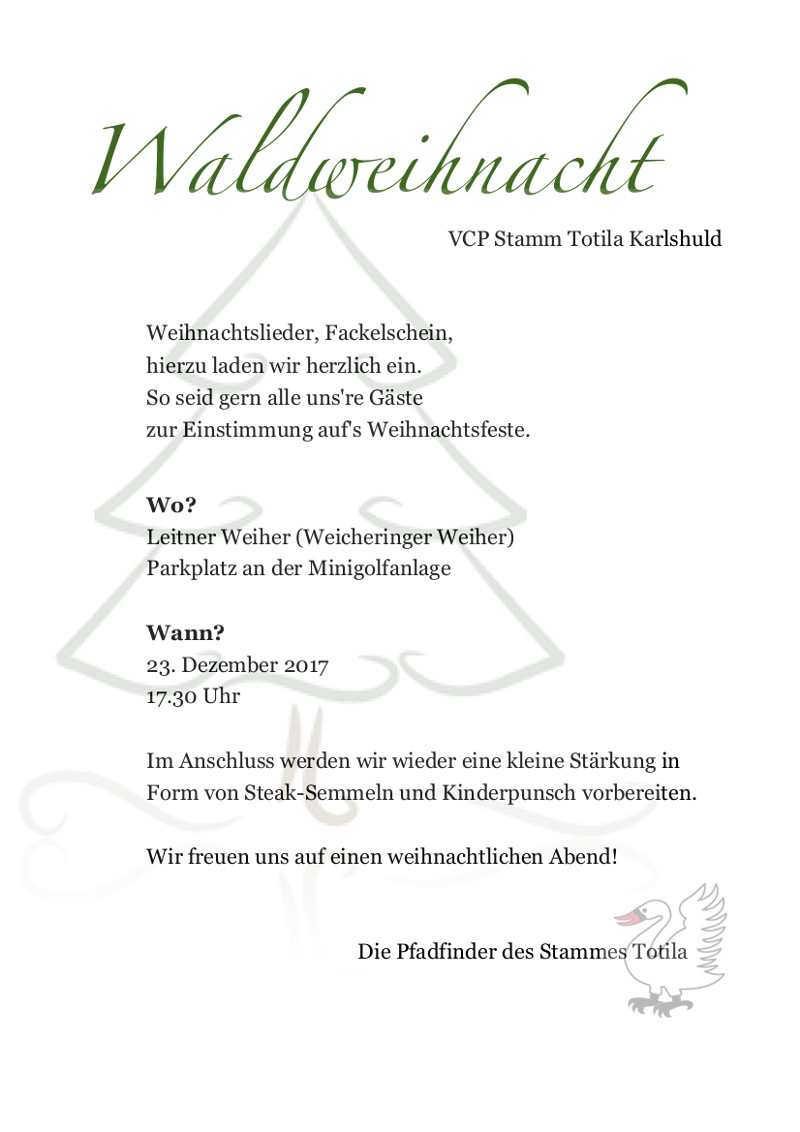 Waldweihnacht
VCP Stamm Totila Karlshuld
Weihnachtslieder, Fackelschein,
hierzu laden wir herzlich ein.
So seid gern alle uns're Gäste
zur Einstimmung auf's Weihnachtsfeste.
Wo?
Leitner Weiher (Weicheringer Weiher)
Parkplatz an der Minigolfanlage
Wann?
23. Dezember 2017
17.30 Uhr
Im Anschluss werden wir wieder eine kleine Stärkung in
Form von Steak-Semmeln und Kinderpunsch vorbereiten.
Wir freuen uns auf einen weihnachtlichen Abend!
Die Pfadfinder des Stammes Totila